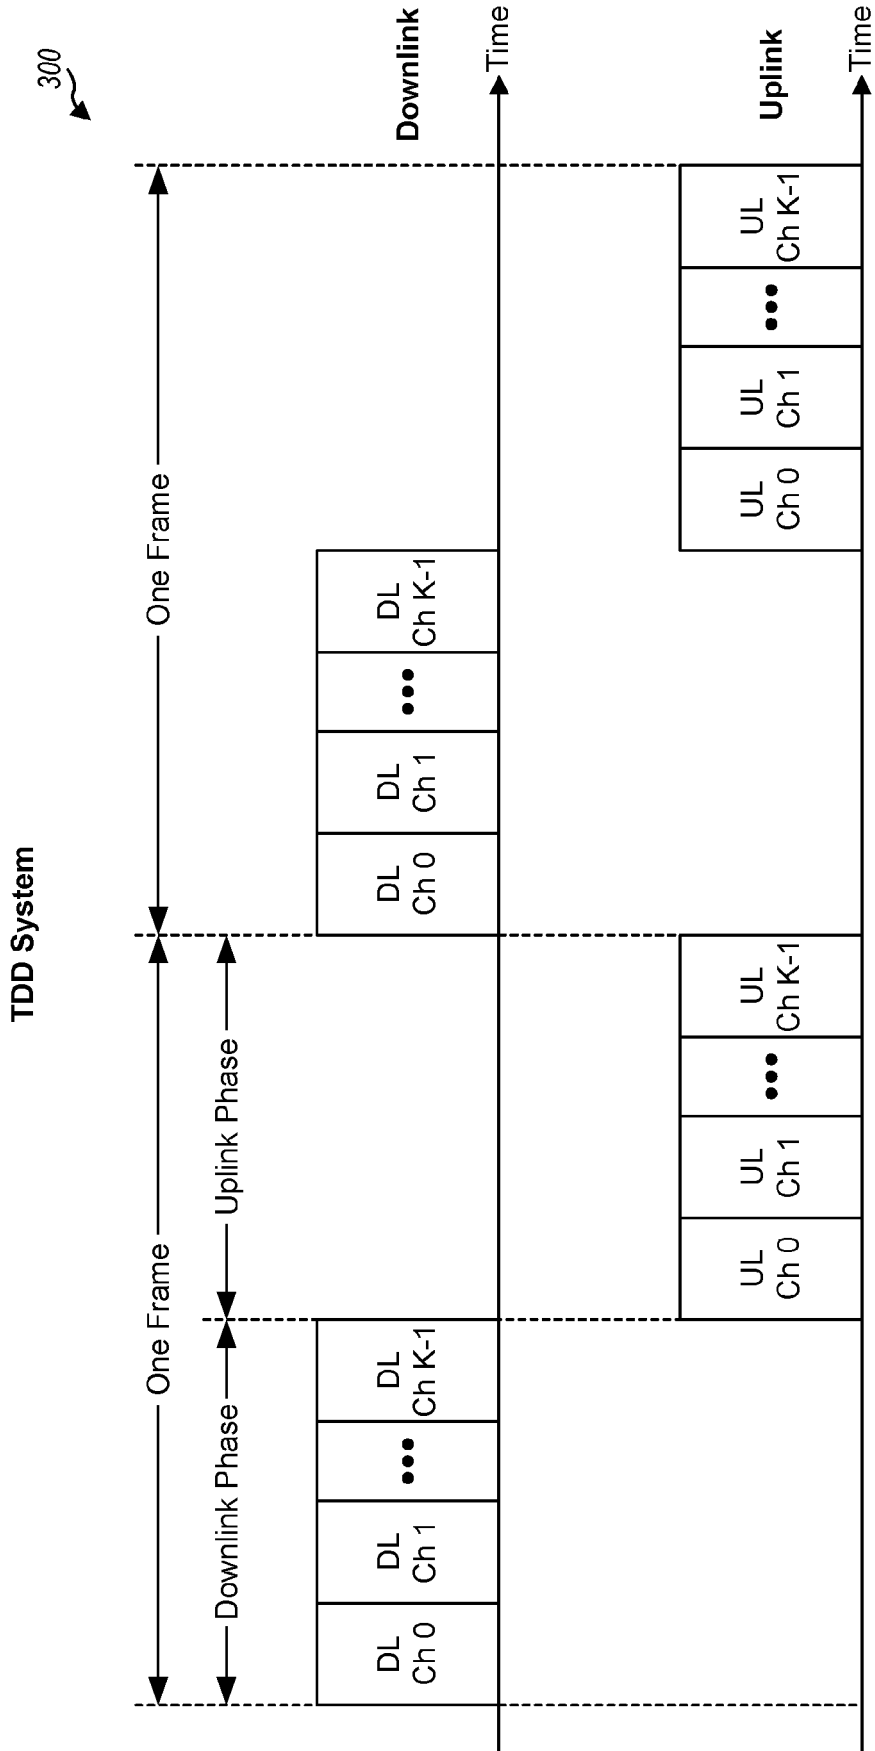 TDD System
300
One Frame
One Frame
Downlink Phase
Uplink Phase
DL
Ch 0
DL
Ch 1
•••
DL
Ch K-1
DL
Ch 0
DL
Ch 1
•••
DL
Ch K-1
Downlink
Time
UL
Ch 0
UL
Ch 1
•••
UL
Ch K-1
UL
Ch 0
UL
Ch 1
•••
UL
Ch K-1
Uplink
Time